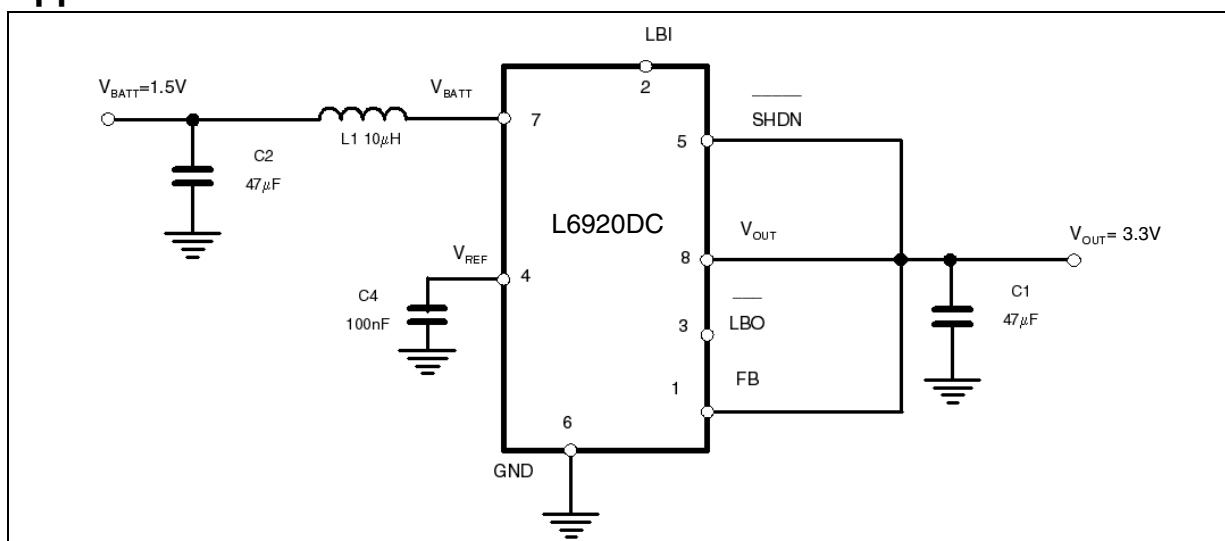 LBI
2
V_BATT=1.5V
V_BATT
7
L1 10µH
C2
47µF
SHDN
5
L6920DC
V_OUT
8
V_OUT= 3.3V
V_REF
4
C4
100nF
C1
47µF
3
LBO
FB
1
6
GND